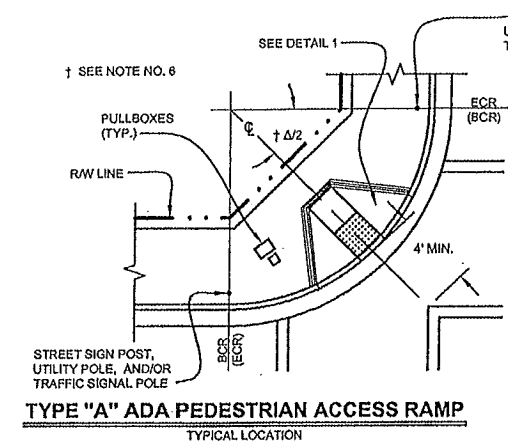 SEE DETAIL 1
† SEE NOTE NO. 6
ECR
(BCR)
PULLBOXES
(TYP.)
℄
† Δ/2
R/W LINE
4' MIN.
BCR
(ECR)
STREET SIGN POST,
UTILITY POLE, AND/OR
TRAFFIC SIGNAL POLE
TYPE "A" ADA PEDESTRIAN ACCESS RAMP
TYPICAL LOCATION